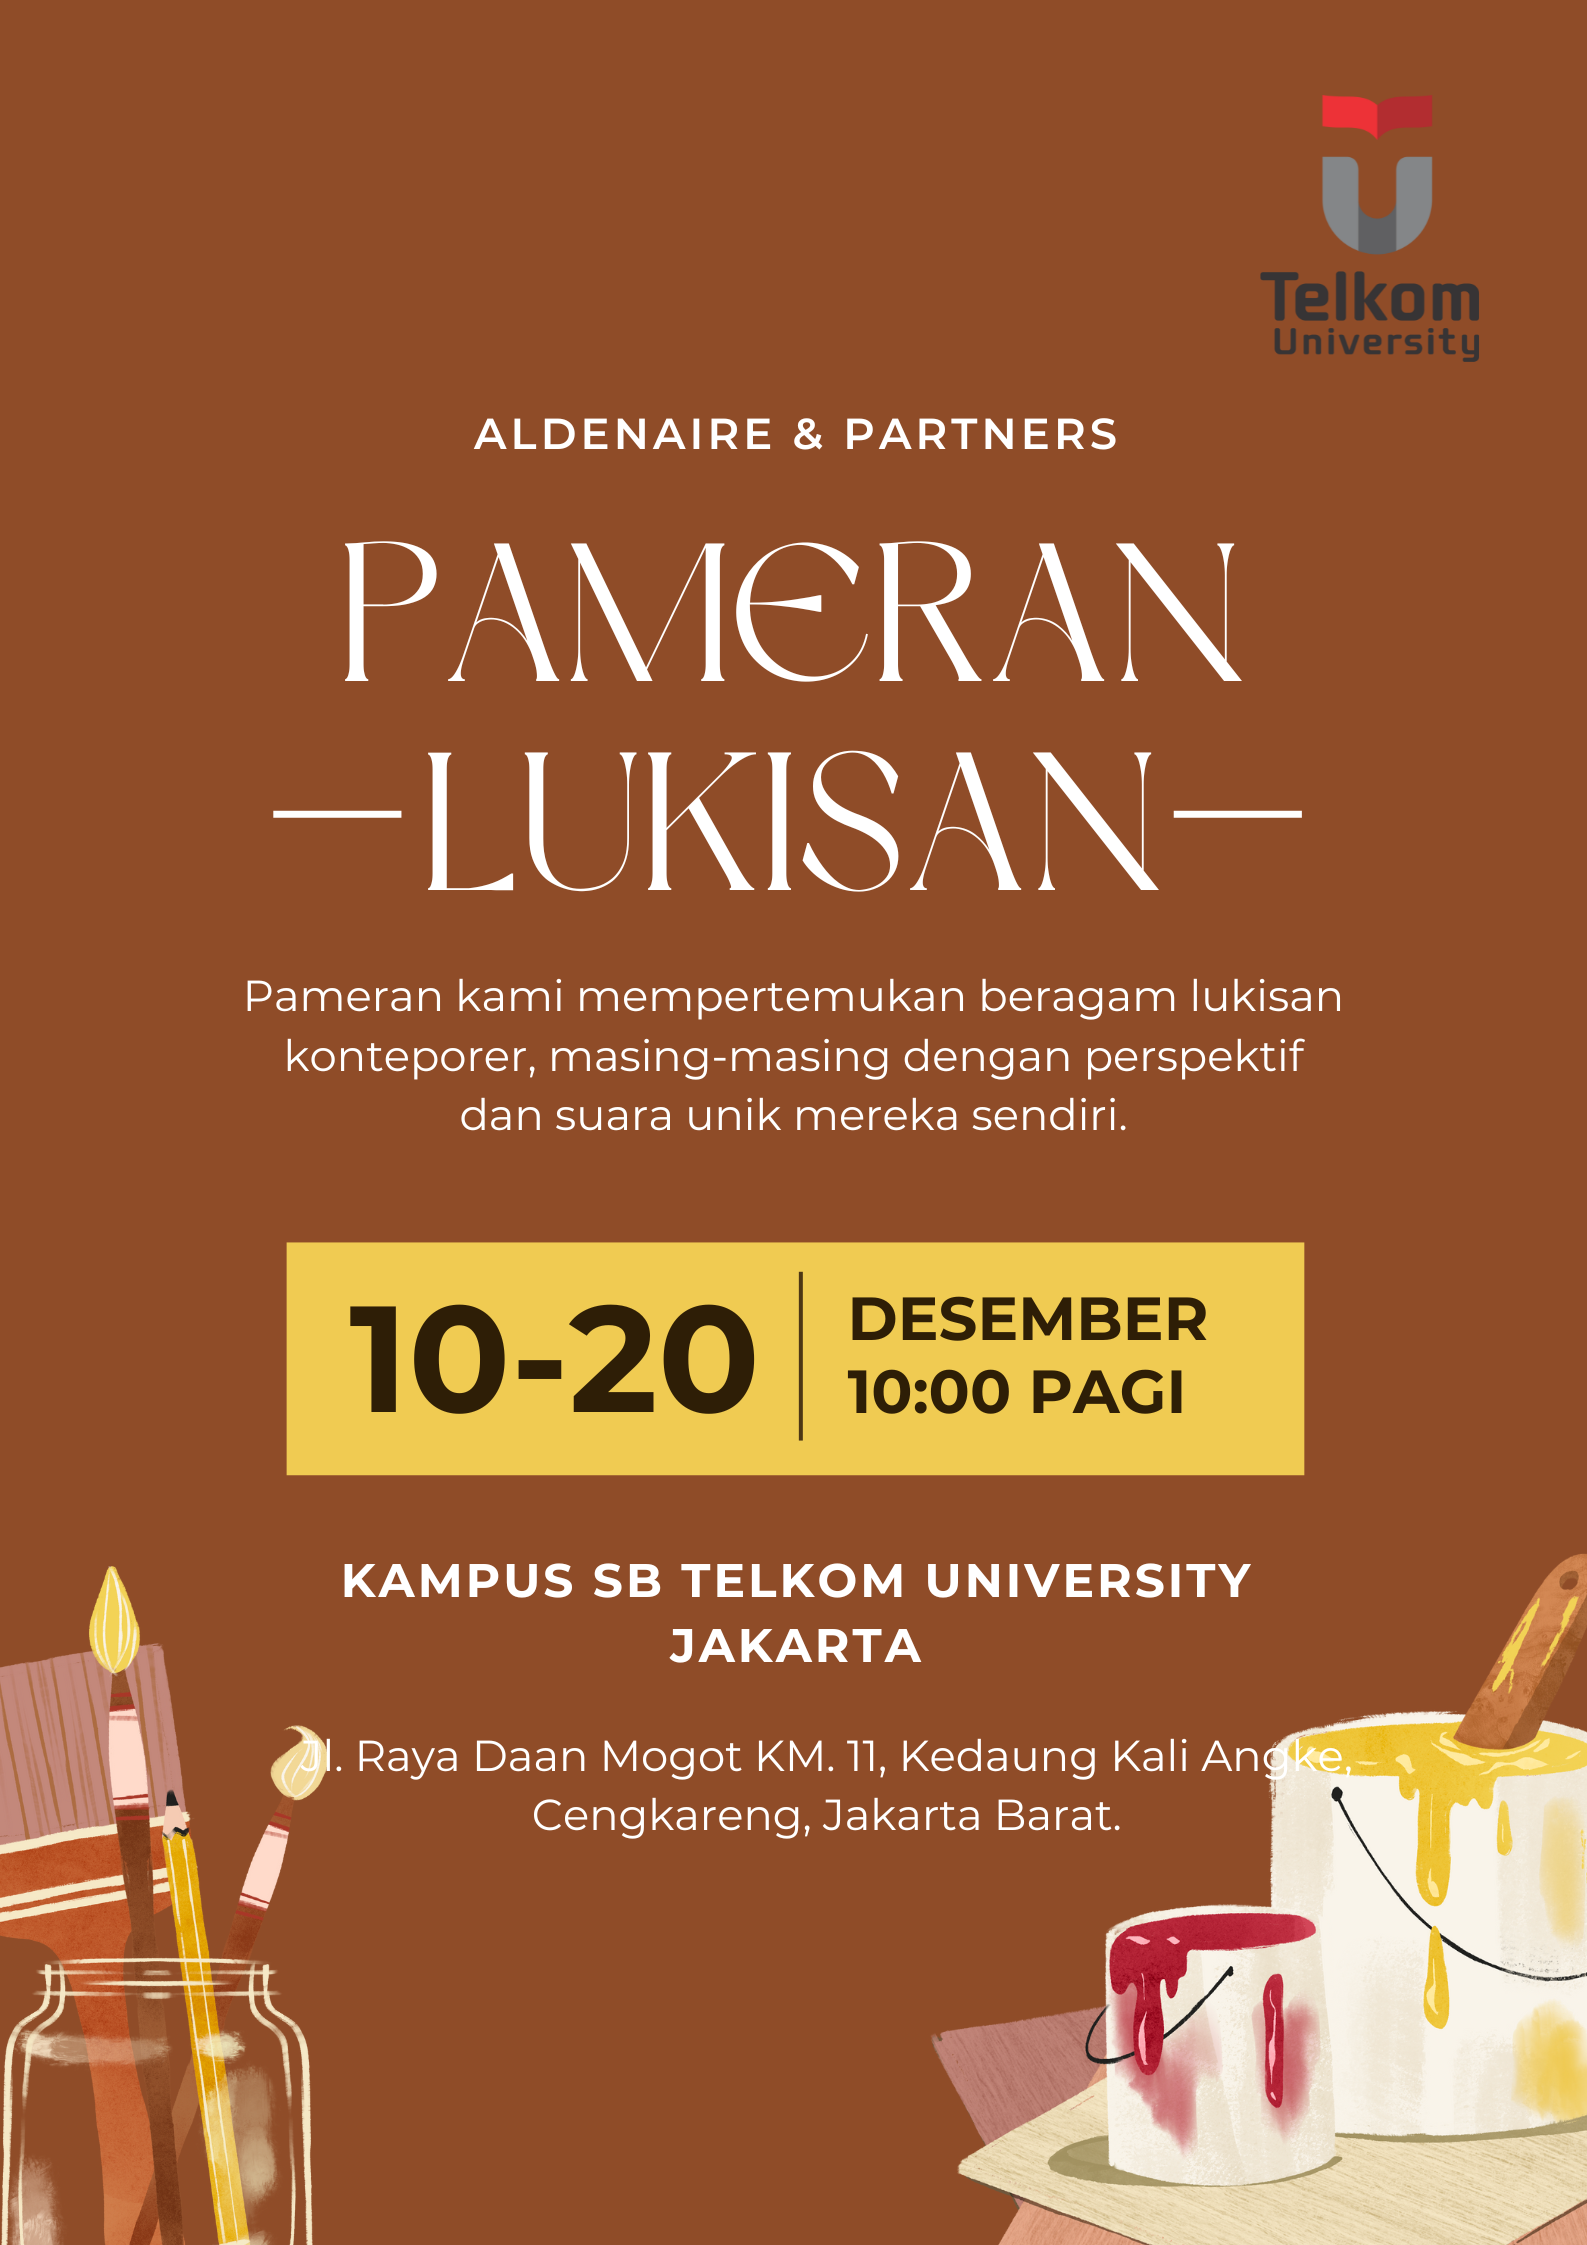 Telkom
University
ALDENAIRE & PARTNERS
PAMERAN
LUKISAN
Pameran kami mempertemukan beragam lukisan
konteporer, masing-masing dengan perspektif
dan suara unik mereka sendiri.
10-20
DESEMBER
10:00 PAGI
KAMPUS SB TELKOM UNIVERSITY
JAKARTA
Jl. Raya Daan Mogot KM. 11, Kedaung Kali Angke,
Cengkareng, Jakarta Barat.